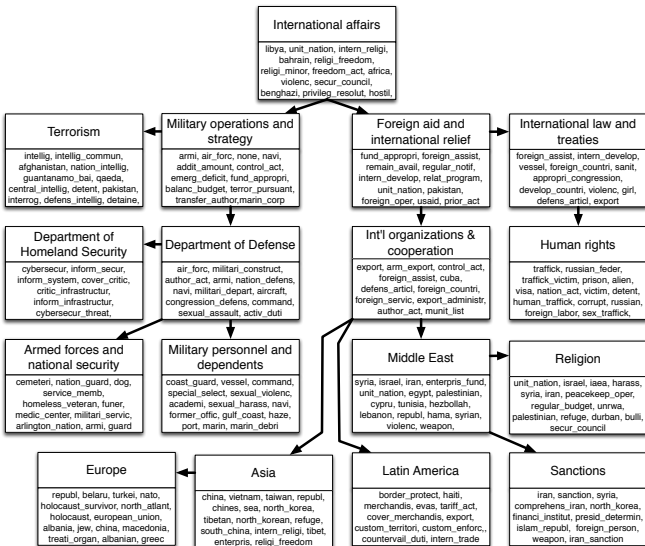 International affairs
libya, unit_nation, intern_religi,
bahrain, religi_freedom,
religi_minor, freedom_act, africa,
violenc, secur_council,
benghazi, privileg_resolut, hostil,
Terrorism
intellig, intellig_commun,
afghanistan, nation_intellig,
guantanamo_bai, qaeda,
central_intellig, detent, pakistan,
interrog, defens_intellig, detaine,
Military operations and
strategy
armi, air_forc, none, navi,
addit_amount, control_act,
emerg_deficit, fund_appropri,
balanc_budget, terror_pursuant,
transfer_author,marin_corp
Foreign aid and
international relief
fund_appropri, foreign_assist,
remain_avail, regular_notif,
intern_develop, relat_program,
unit_nation, pakistan,
foreign_oper, usaid, prior_act
International law and
treaties
foreign_assist, intern_develop,
vessel, foreign_countri, sanit,
appropri_congression,
develop_countri, violenc, girl,
defens_articl, export
Department of
Homeland Security
cybersecur, inform_secur,
inform_system, cover_critic,
critic_infrastructur,
inform_infrastructur,
cybersecur_threat,
Department of Defense
air_forc, militari_construct,
author_act, armi, nation_defens,
navi, militari_depart, aircraft,
congression_defens, command,
sexual_assault, activ_duti
Int'l organizations &
cooperation
export, arm_export, control_act,
foreign_assist, cuba,
defens_articl, foreign_countri,
foreign_servic, export_administr,
author_act, munit_list
Human rights
traffick, russian_feder,
traffick_victim, prison, alien,
visa, nation_act, victim, detent,
human_traffick, corrupt, russian,
foreign_labor, sex_traffick,
Armed forces and
national security
cemeteri, nation_guard, dog,
service_memb,
homeless_veteran, funer,
medic_center, militari_servic,
arlington_nation, armi, guard
Military personnel and
dependents
coast_guard, vessel, command,
special_select, sexual_violenc,
academi, sexual_harass, navi,
former_offic, gulf_coast, haze,
port, marin, marin_debri
Middle East
syria, israel, iran, enterpris_fund,
unit_nation, egypt, palestinian,
cypru, tunisia, hezbollah,
lebanon, republ, hama, syrian,
violenc, weapon,
Religion
unit_nation, israel, iaea, harass,
syria, iran, peacekeep_oper,
regular_budget, unrwa,
palestinian, refuge, durban, bulli,
secur_council
Europe
republ, belaru, turkei, nato,
holocaust_survivor, north_atlant,
holocaust, european_union,
albania, jew, china, macedonia,
treati_organ, albanian, greec
Asia
china, vietnam, taiwan, republ,
chines, sea, north_korea,
tibetan, north_korean, refuge,
south_china, intern_religi, tibet,
enterpris, religi_freedom
Latin America
border_protect, haiti,
merchandis, evas, tariff_act,
cover_merchandis, export,
custom_territori, custom_enforc,,
countervail_duti, intern_trade
Sanctions
iran, sanction, syria,
comprehens_iran, north_korea,
financi_institut, presid_determin,
islam_republ, foreign_person,
weapon, iran_sanction